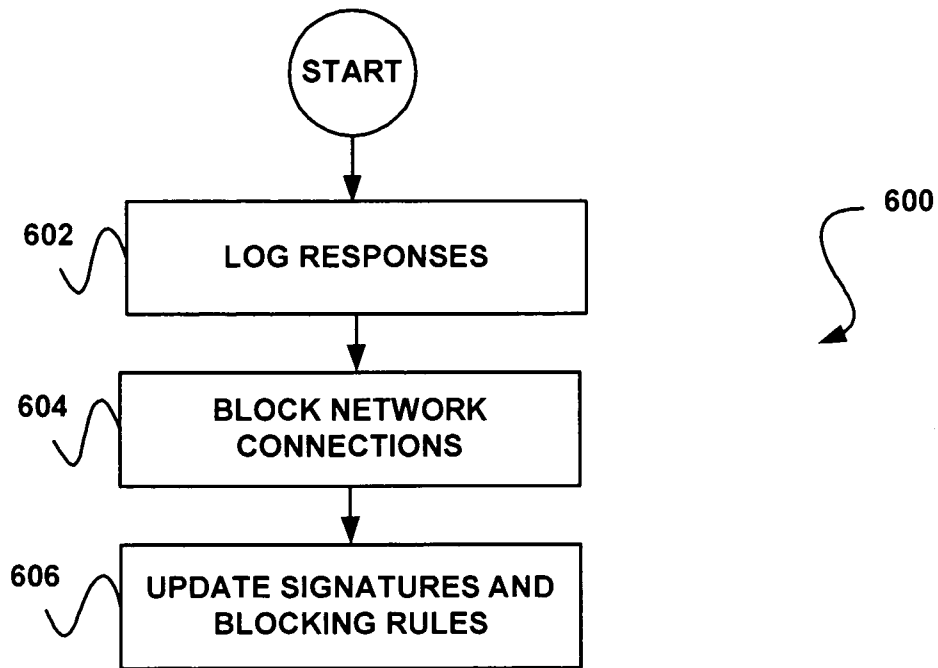 START
600
602
LOG RESPONSES
604
BLOCK NETWORK
CONNECTIONS
606
UPDATE SIGNATURES AND
BLOCKING RULES